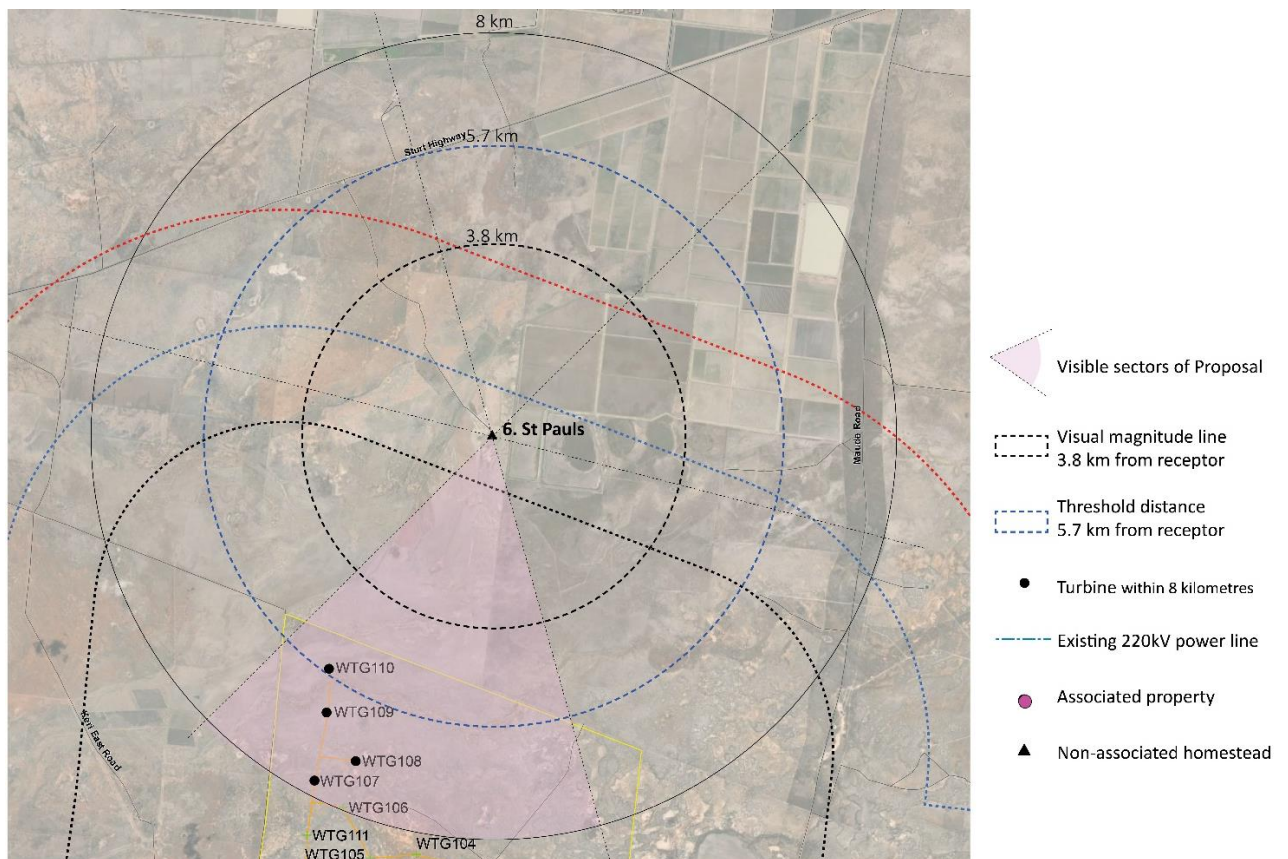 8 km
Sturt Highway
5.7 km
3.8 km
6. St Pauls
Maude Road
WTG110
WTG109
WTG108
WTG107
WTG106
WTG111
WTG105
WTG104
Keri East Road
Visible sectors of Proposal
Visual magnitude line
3.8 km from receptor
Threshold distance
5.7 km from receptor
Turbine within 8 kilometres
Existing 220kV power line
Associated property
Non-associated homestead